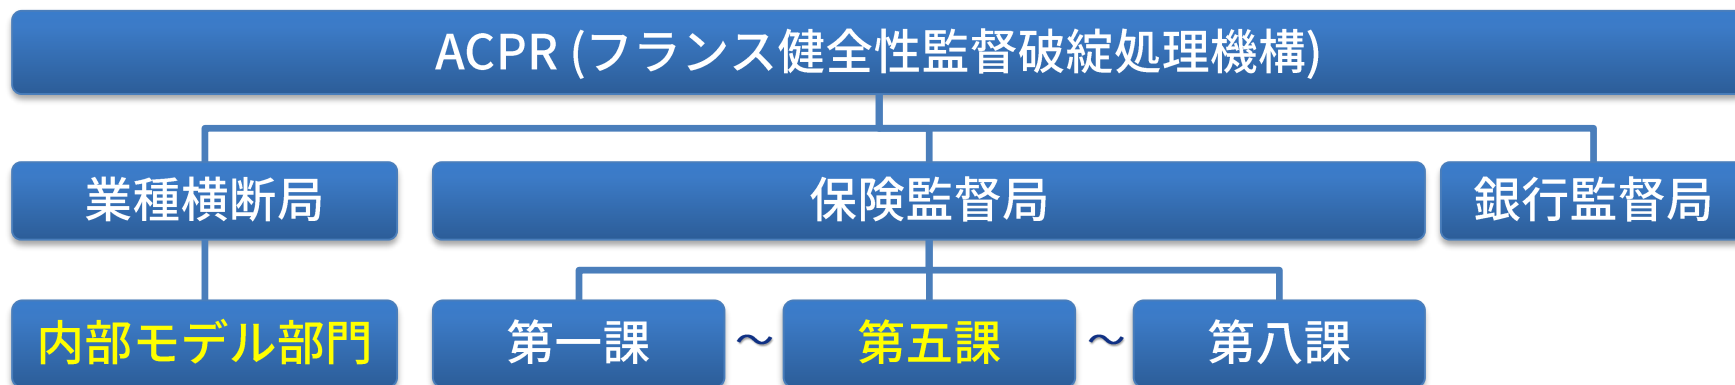 ACPR (フランス健全性監督破綻処理機構)
業種横断局 保険監督局 銀行監督局
内部モデル部門 第一課 ～ 第五課 ～ 第八課